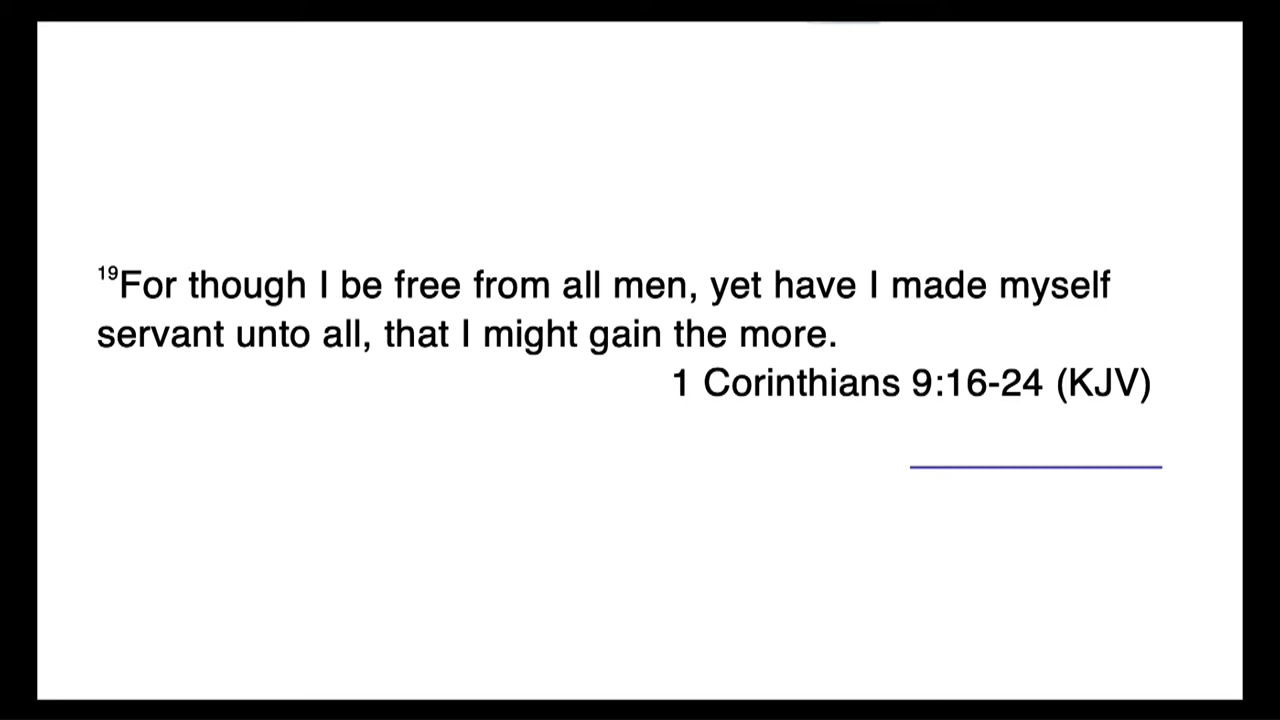 19For though I be free from all men, yet have I made myself
servant unto all, that I might gain the more.
1 Corinthians 9:16-24 (KJV)